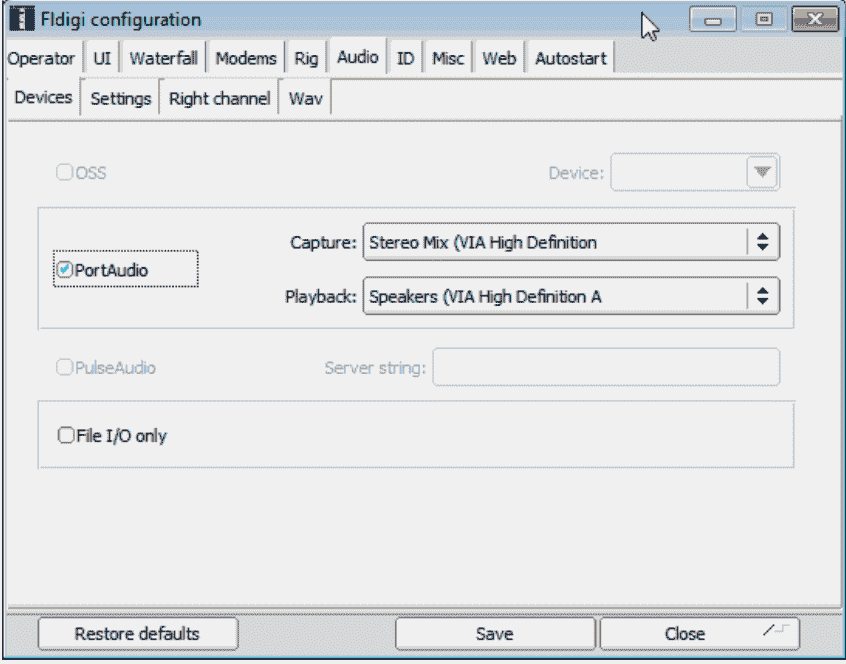 Fldigi configuration
Operator UI Waterfall Modems Rig Audio ID Misc Web Autostart
Devices Settings Right channel Wav
OSS Device:
Capture: Stereo Mix (VIA High Definition
PortAudio
Playback: Speakers (VIA High Definition A
PulseAudio Server string:
File I/O only
Restore defaults Save Close